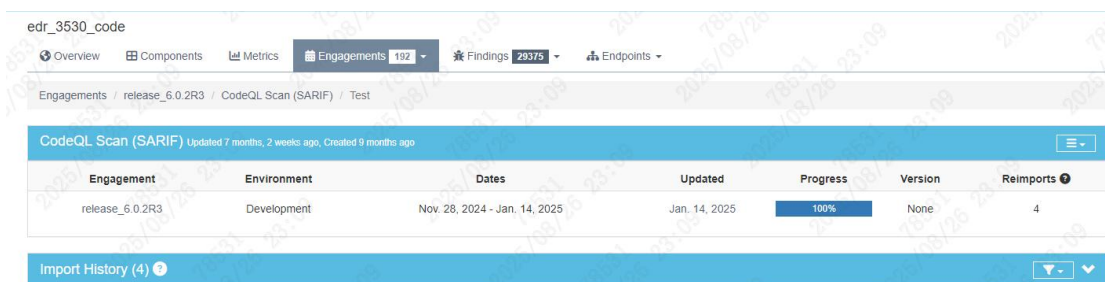 edr_3530_code
Overview Components Metrics Engagements 192 Findings 29375 Endpoints
Engagements / release_6.0.2R3 / CodeQL Scan (SARIF) / Test
CodeQL Scan (SARIF) Updated 7 months, 2 weeks ago, Created 9 months ago
Engagement Environment Dates Updated Progress Version Reimports
release_6.0.2R3 Development Nov. 28, 2024 - Jan. 14, 2025 Jan. 14, 2025 100% None 4
Import History (4)